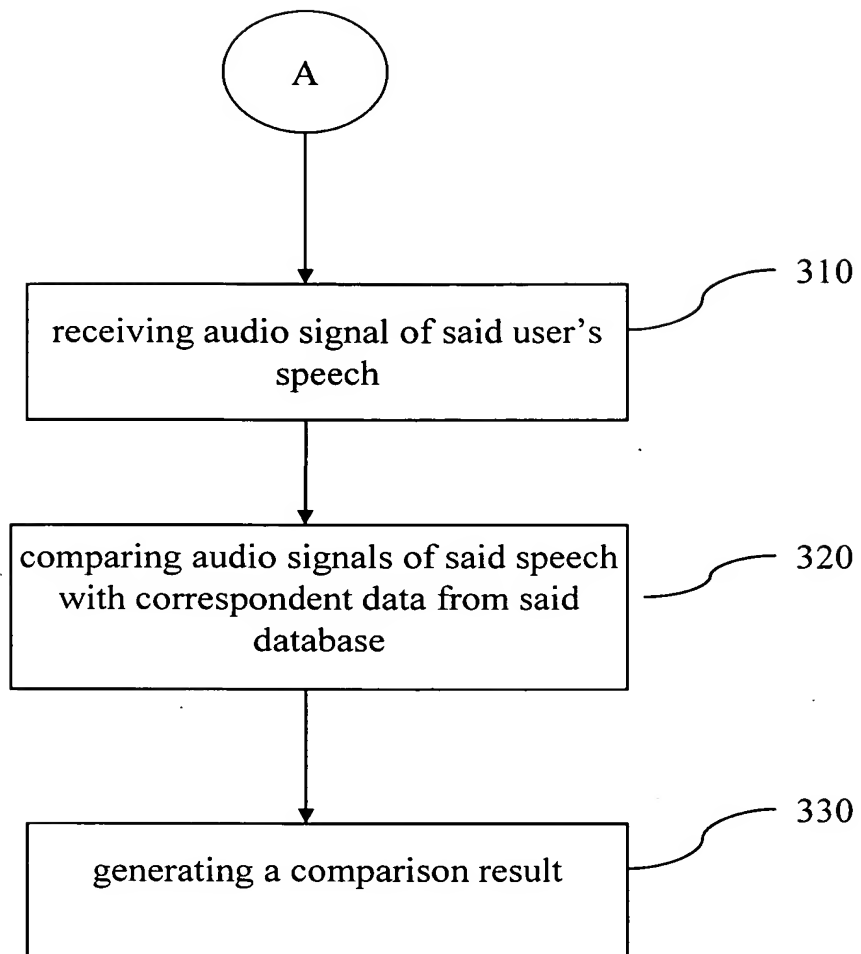 A
310
receiving audio signal of said user's
speech
320
comparing audio signals of said speech
with correspondent data from said
database
330
generating a comparison result